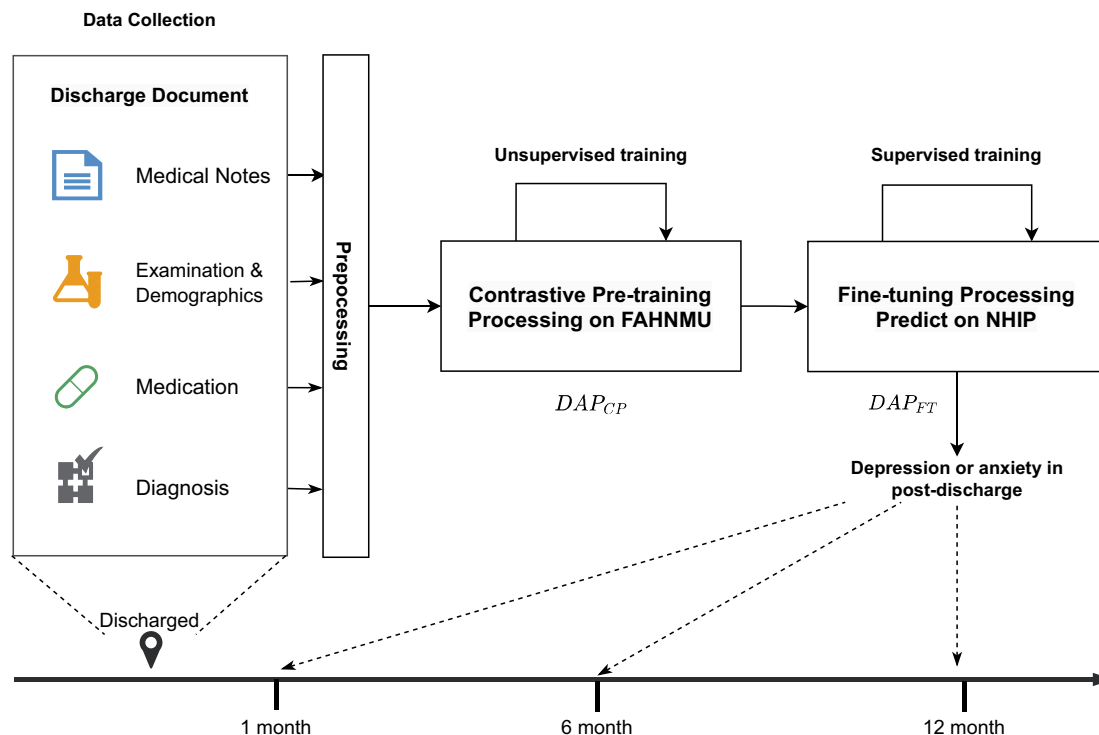 Data Collection
Discharge Document
Medical Notes
Examination &
Demographics
Medication
Diagnosis
Prepocessing
Unsupervised training
Contrastive Pre-training
Processing on FAHNMU
DAP_CP
Supervised training
Fine-tuning Processing
Predict on NHIP
DAP_FT
Depression or anxiety in
post-discharge
Discharged
1 month
6 month
12 month